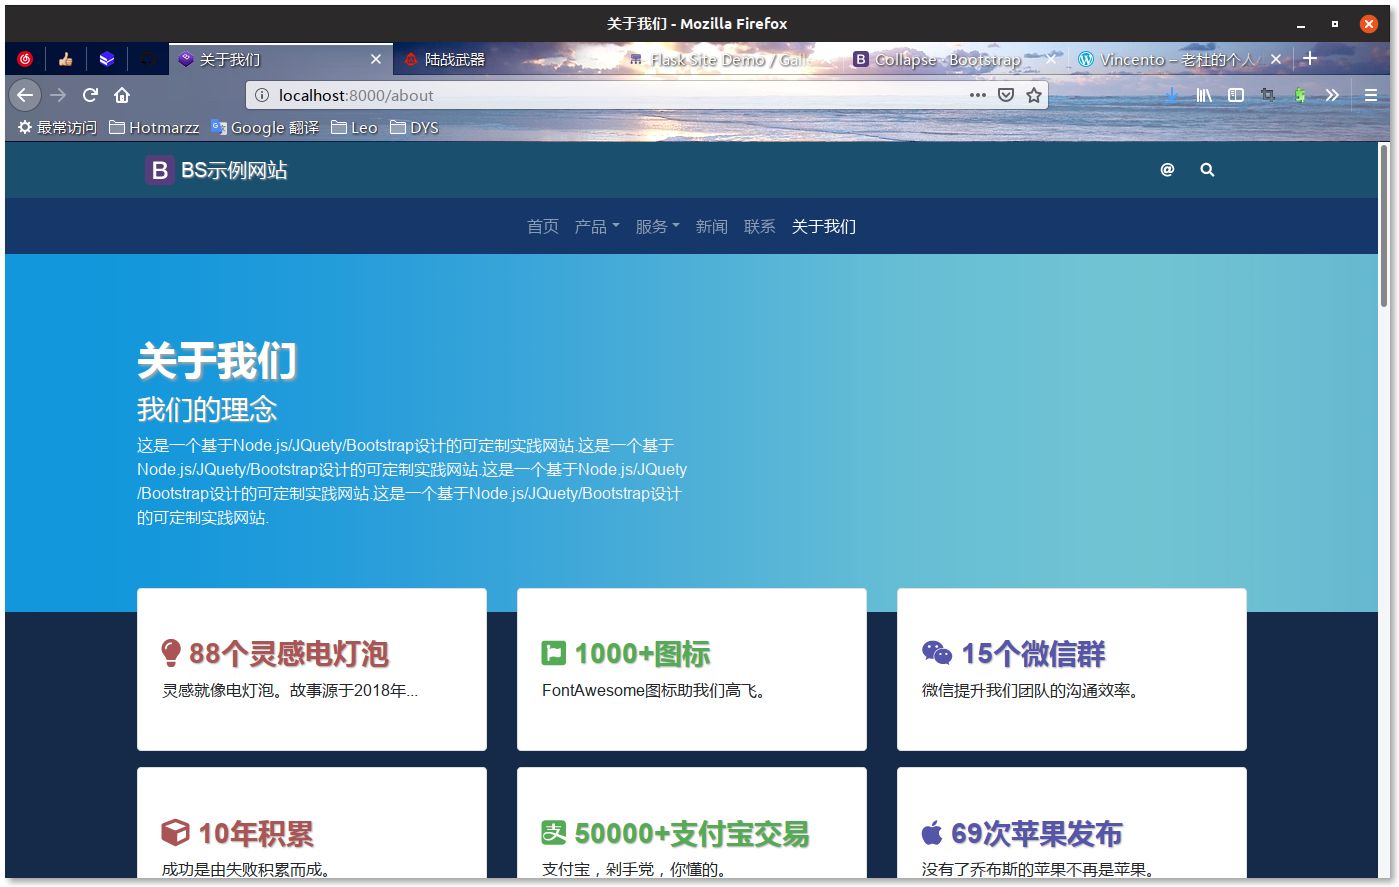 关于我们 - Mozilla Firefox
关于我们
陆战武器
Flask Site Demo / Gall
Collapse · Bootstrap
Vincento – 老杜的个人
localhost:8000/about
最常访问
Hotmarzz
Google 翻译
Leo
DYS
B BS示例网站
首页 产品 服务 新闻 联系 关于我们
关于我们
我们的理念
这是一个基于Node.js/JQuety/Bootstrap设计的可定制实践网站.这是一个基于
Node.js/JQuety/Bootstrap设计的可定制实践网站.这是一个基于Node.js/JQuety
/Bootstrap设计的可定制实践网站.这是一个基于Node.js/JQuety/Bootstrap设计
的可定制实践网站.
88个灵感电灯泡
灵感就像电灯泡。故事源于2018年...
1000+图标
FontAwesome图标助我们高飞。
15个微信群
微信提升我们团队的沟通效率。
10年积累
成功是由失败积累而成。
50000+支付宝交易
支付宝，剁手党，你懂的。
69次苹果发布
没有了乔布斯的苹果不再是苹果。